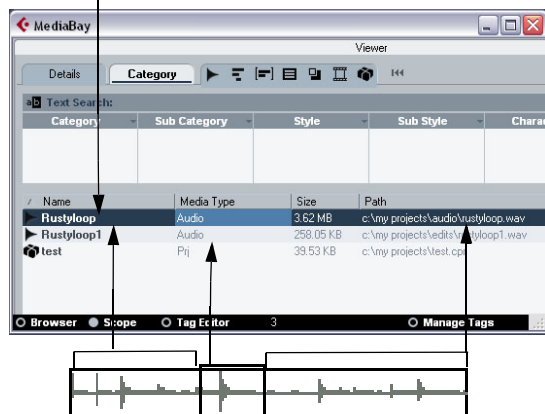 MediaBay
Viewer
Details Category
ab Text Search:
Category Sub Category Style Sub Style Chara
Name Media Type Size Path
Rustyloop Audio 3.62 MB c:\my projects\audio\rustyloop.wav
Rustyloop1 Audio 258.05 KB c:\my projects\edits\rustyloop1.wav
test Prj 39.53 KB c:\my projects\test.cpr
Browser Scope Tag Editor 3 Manage Tags